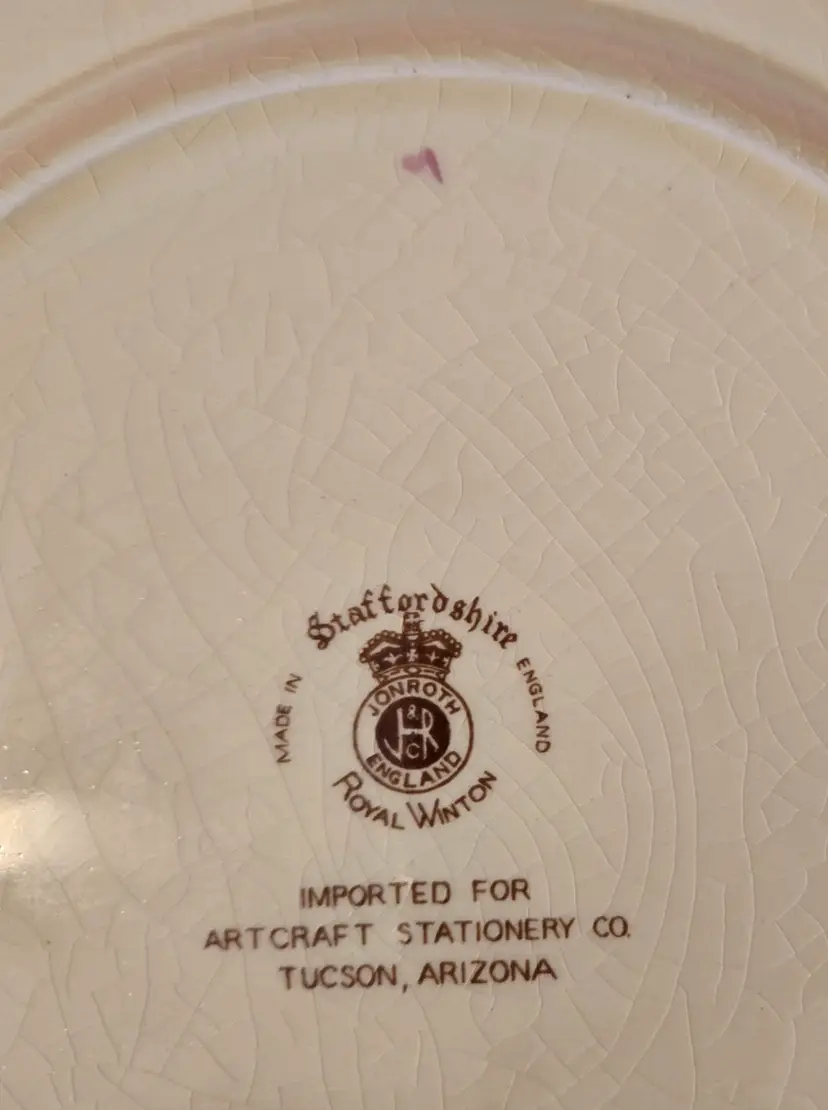 Staffordshire
MADE IN ENGLAND
JONROTH
J&R
C
ENGLAND
ROYAL WINTON
IMPORTED FOR
ARTCRAFT STATIONERY CO.
TUCSON, ARIZONA